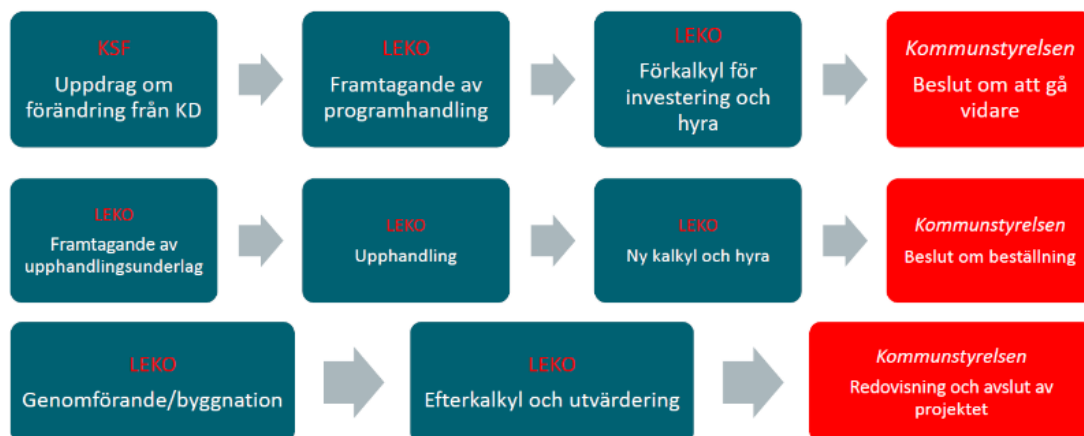 KSF
Uppdrag om
förändring från KD
LEKO
Framtagande av
programhandling
LEKO
Förkalkyl för
investering och
hyra
Kommunstyrelsen
Beslut om att gå
vidare
LEKO
Framtagande av
upphandlingsunderlag
LEKO
Upphandling
LEKO
Ny kalkyl och hyra
Kommunstyrelsen
Beslut om beställning
LEKO
Genomförande/byggnation
LEKO
Efterkalkyl och utvärdering
Kommunstyrelsen
Redovisning och avslut av
projektet